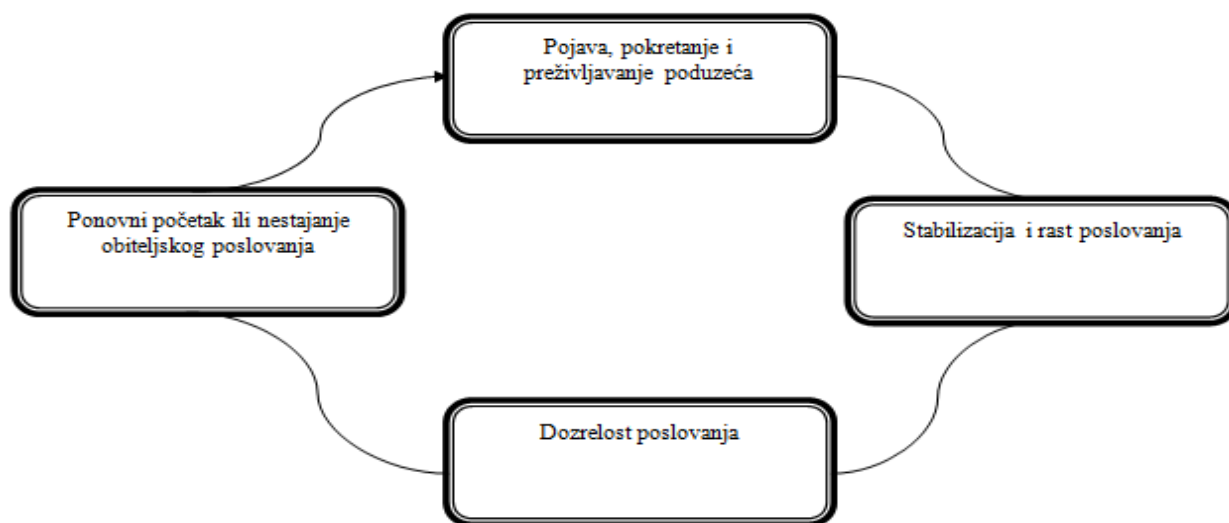 Pojava, pokretanje i
preživljavanje poduzeća
Ponovni početak ili nestajanje
obiteljskog poslovanja
Stabilizacija i rast poslovanja
Dozrelost poslovanja